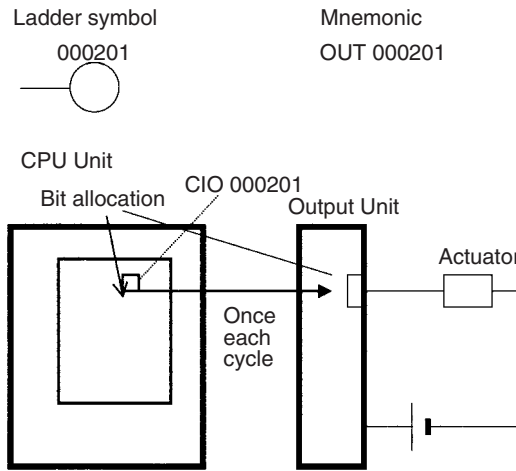 Ladder symbol
Mnemonic
000201
OUT 000201
CPU Unit
Bit allocation
CIO 000201
Output Unit
Actuator
Once
each
cycle